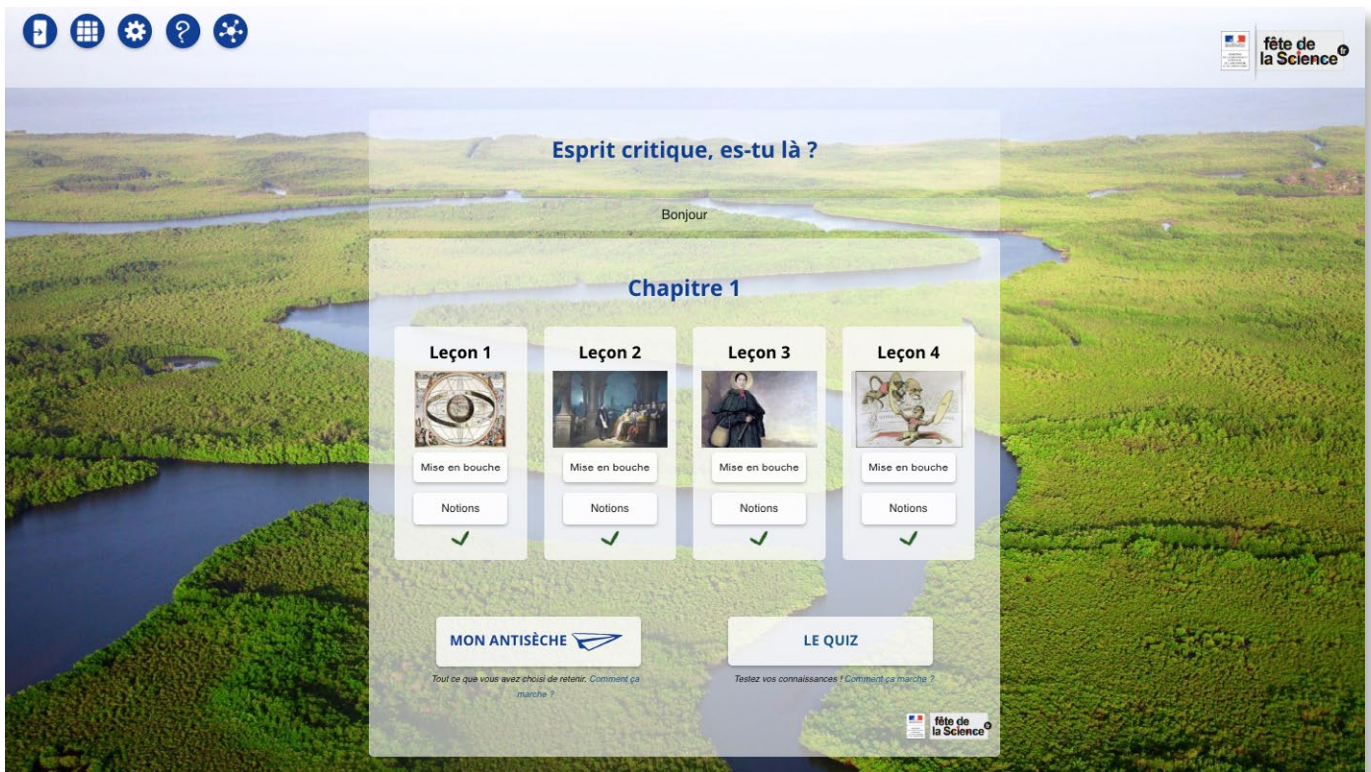 fête de
la Science fr
Esprit critique, es-tu là ?
Bonjour
Chapitre 1
Leçon 1
Leçon 2
Leçon 3
Leçon 4
Mise en bouche
Mise en bouche
Mise en bouche
Mise en bouche
Notions
Notions
Notions
Notions
MON ANTISÈCHE
LE QUIZ
Tout ce que vous avez choisi de retenir. Comment ça
marche ?
Testez vos connaissances ! Comment ça marche ?
fête de
la Science fr